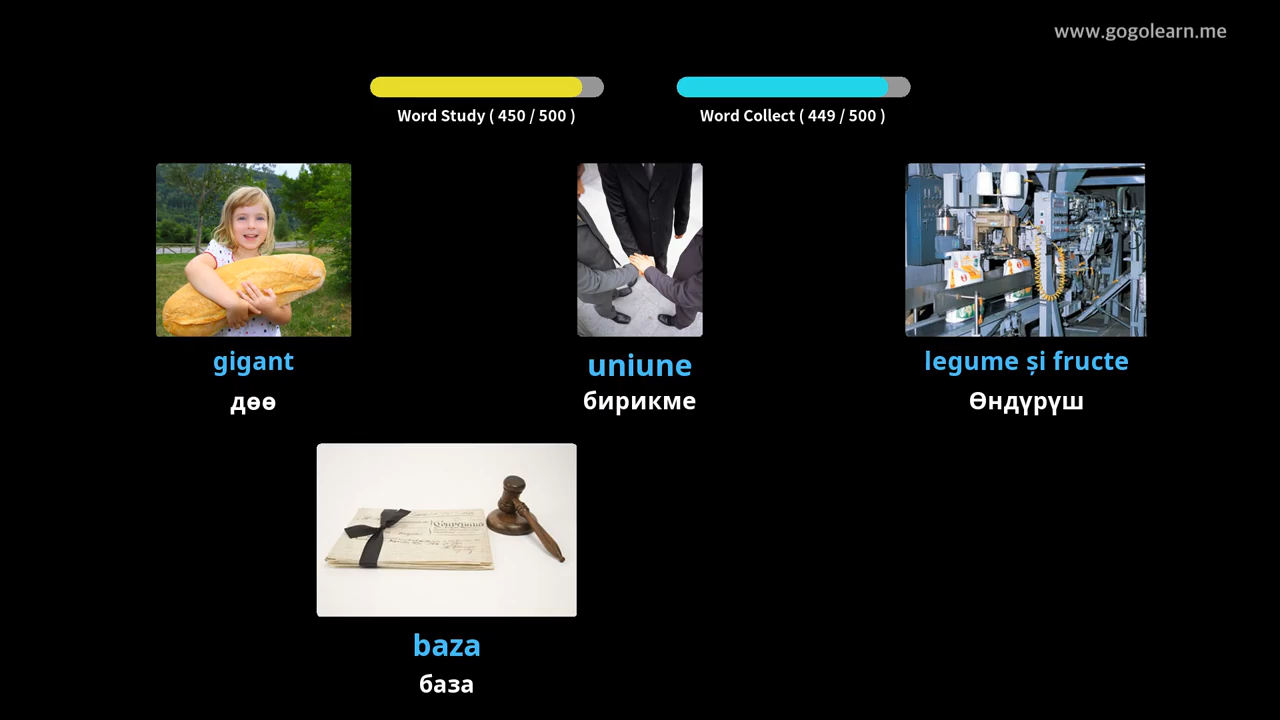 www.gogolearn.me
Word Study ( 450 / 500 )
Word Collect ( 449 / 500 )
gigant
дөө
uniune
бирикме
legume și fructe
Өндүрүш
baza
база